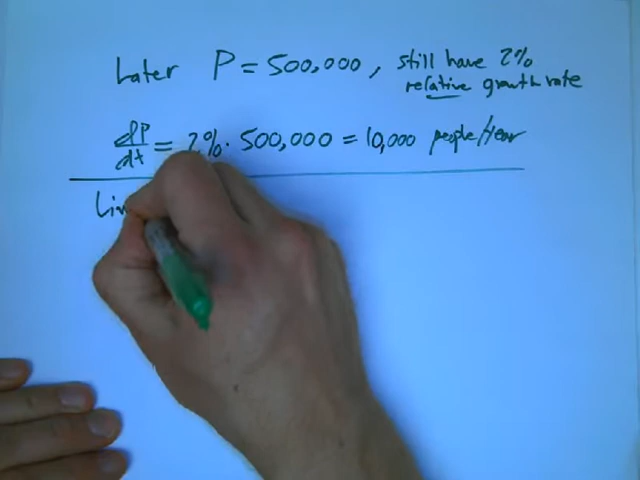 Later P = 500,000, still have 2%
relative growth rate
dP/dt = 2% · 500,000 = 10,000 people/year